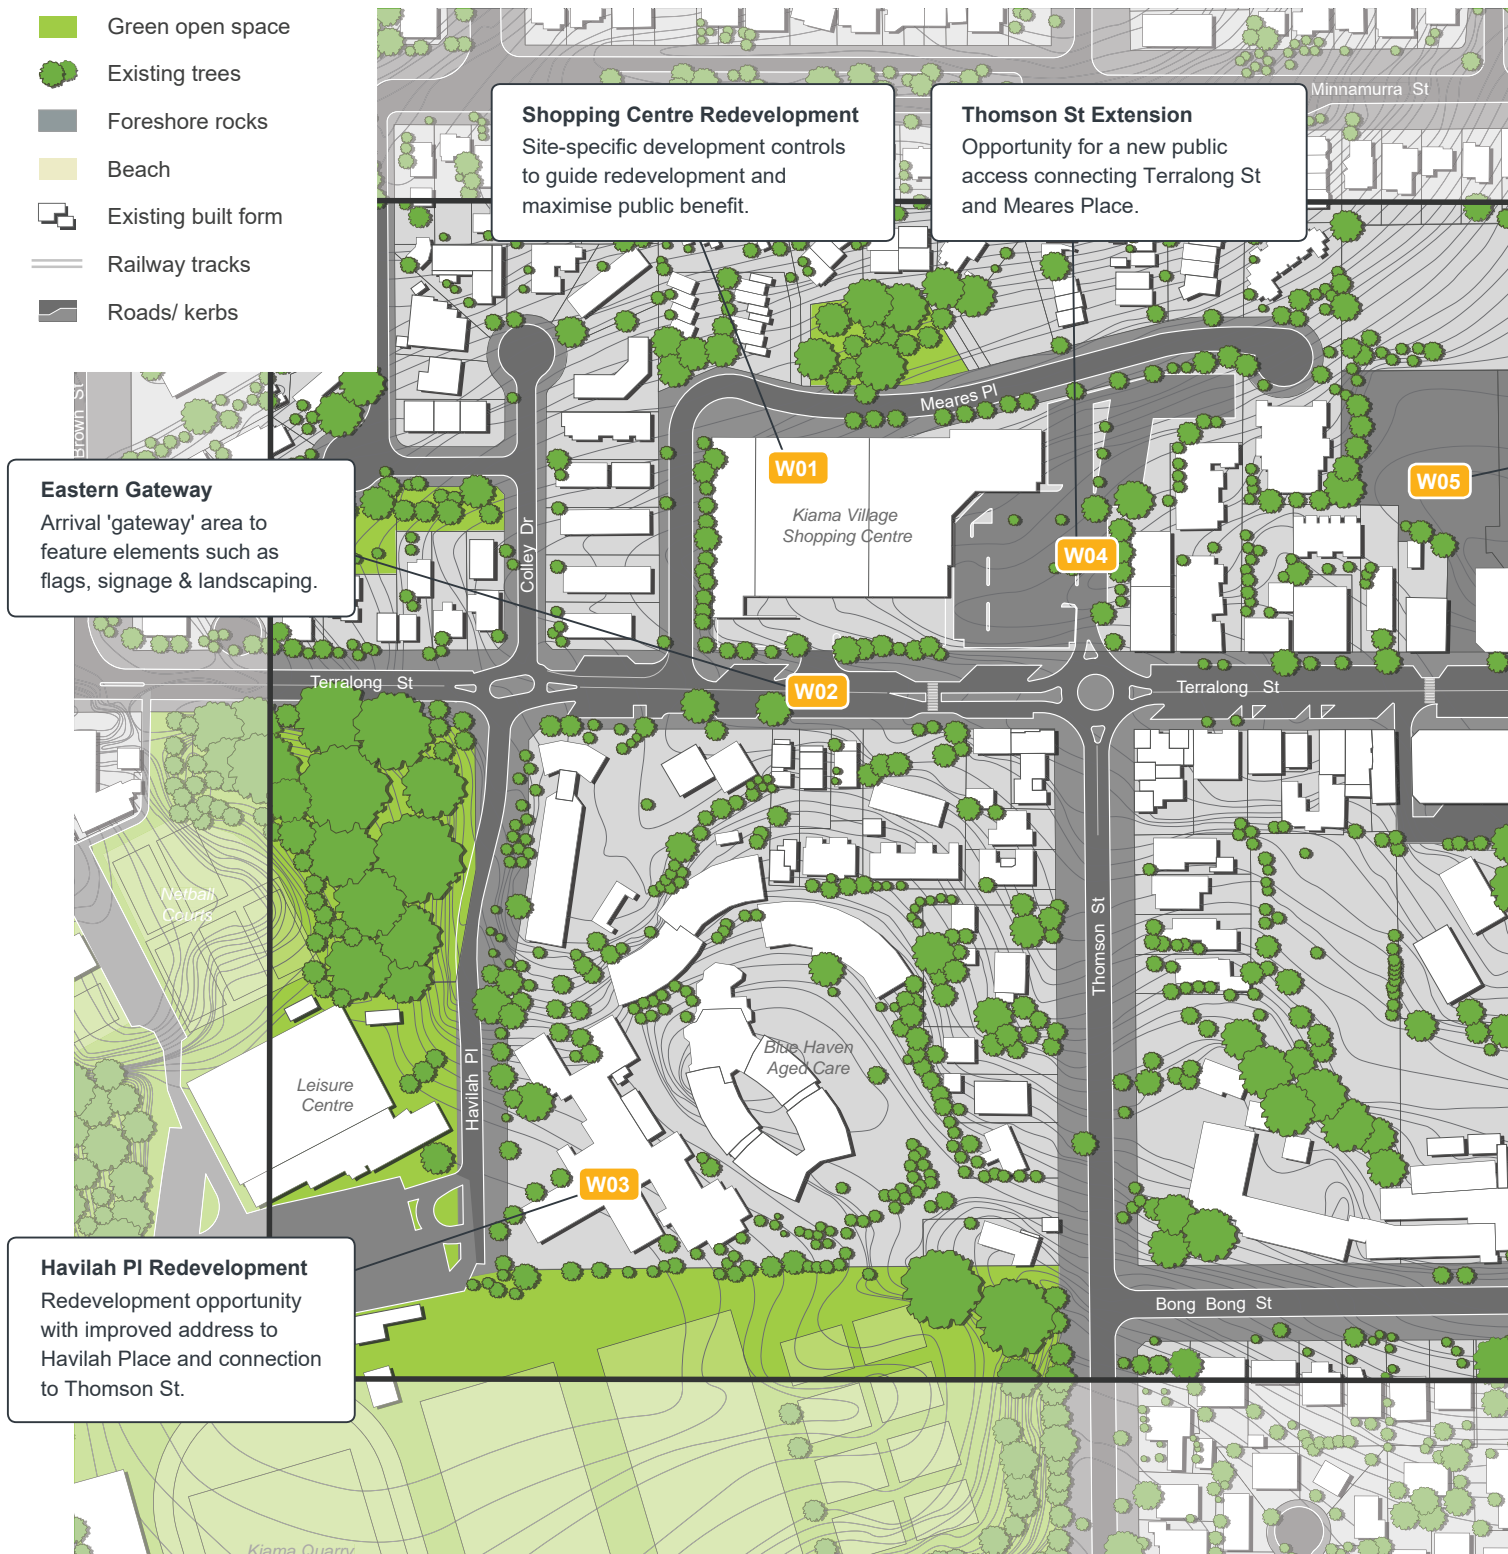 Green open space
Existing trees
Foreshore rocks
Beach
Existing built form
Railway tracks
Roads/ kerbs
Minnamurra St
Shopping Centre Redevelopment
Site-specific development controls
to guide redevelopment and
maximise public benefit.
Thomson St Extension
Opportunity for a new public
access connecting Terralong St
and Meares Place.
Brown St
Meares Pl
W01
W05
Eastern Gateway
Arrival 'gateway' area to
feature elements such as
flags, signage & landscaping.
Colley Dr
Kiama Village
Shopping Centre
W04
Terralong St
W02
Terralong St
Netball
Courts
Thomson St
Blue Haven
Aged Care
Leisure
Centre
Havilah Pl
W03
Havilah Pl Redevelopment
Redevelopment opportunity
with improved address to
Havilah Place and connection
to Thomson St.
Bong Bong St
Kiama Quarry